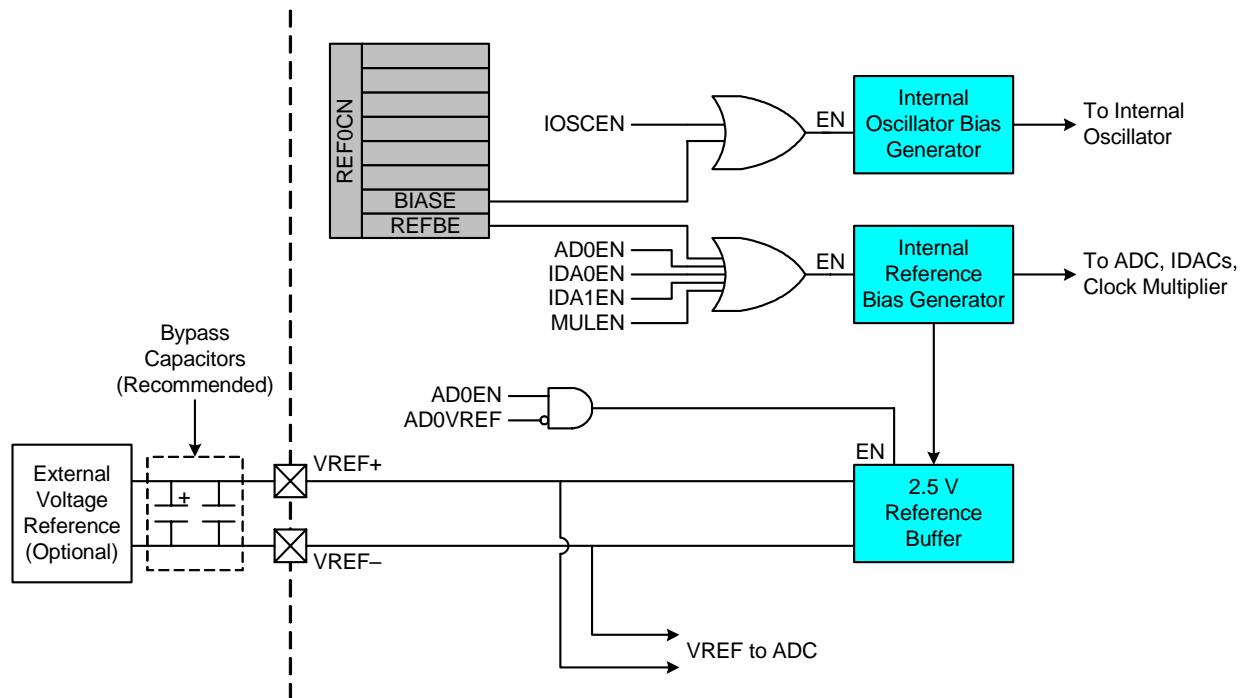 REF0CN
BIASE
REFBE
IOSCEN
EN
Internal
Oscillator Bias
Generator
To Internal
Oscillator
AD0EN
IDA0EN
IDA1EN
MULEN
EN
Internal
Reference
Bias Generator
To ADC, IDACs,
Clock Multiplier
Bypass
Capacitors
(Recommended)
AD0EN
AD0VREF
EN
External
Voltage
Reference
(Optional)
+
VREF+
VREF–
2.5 V
Reference
Buffer
VREF to ADC